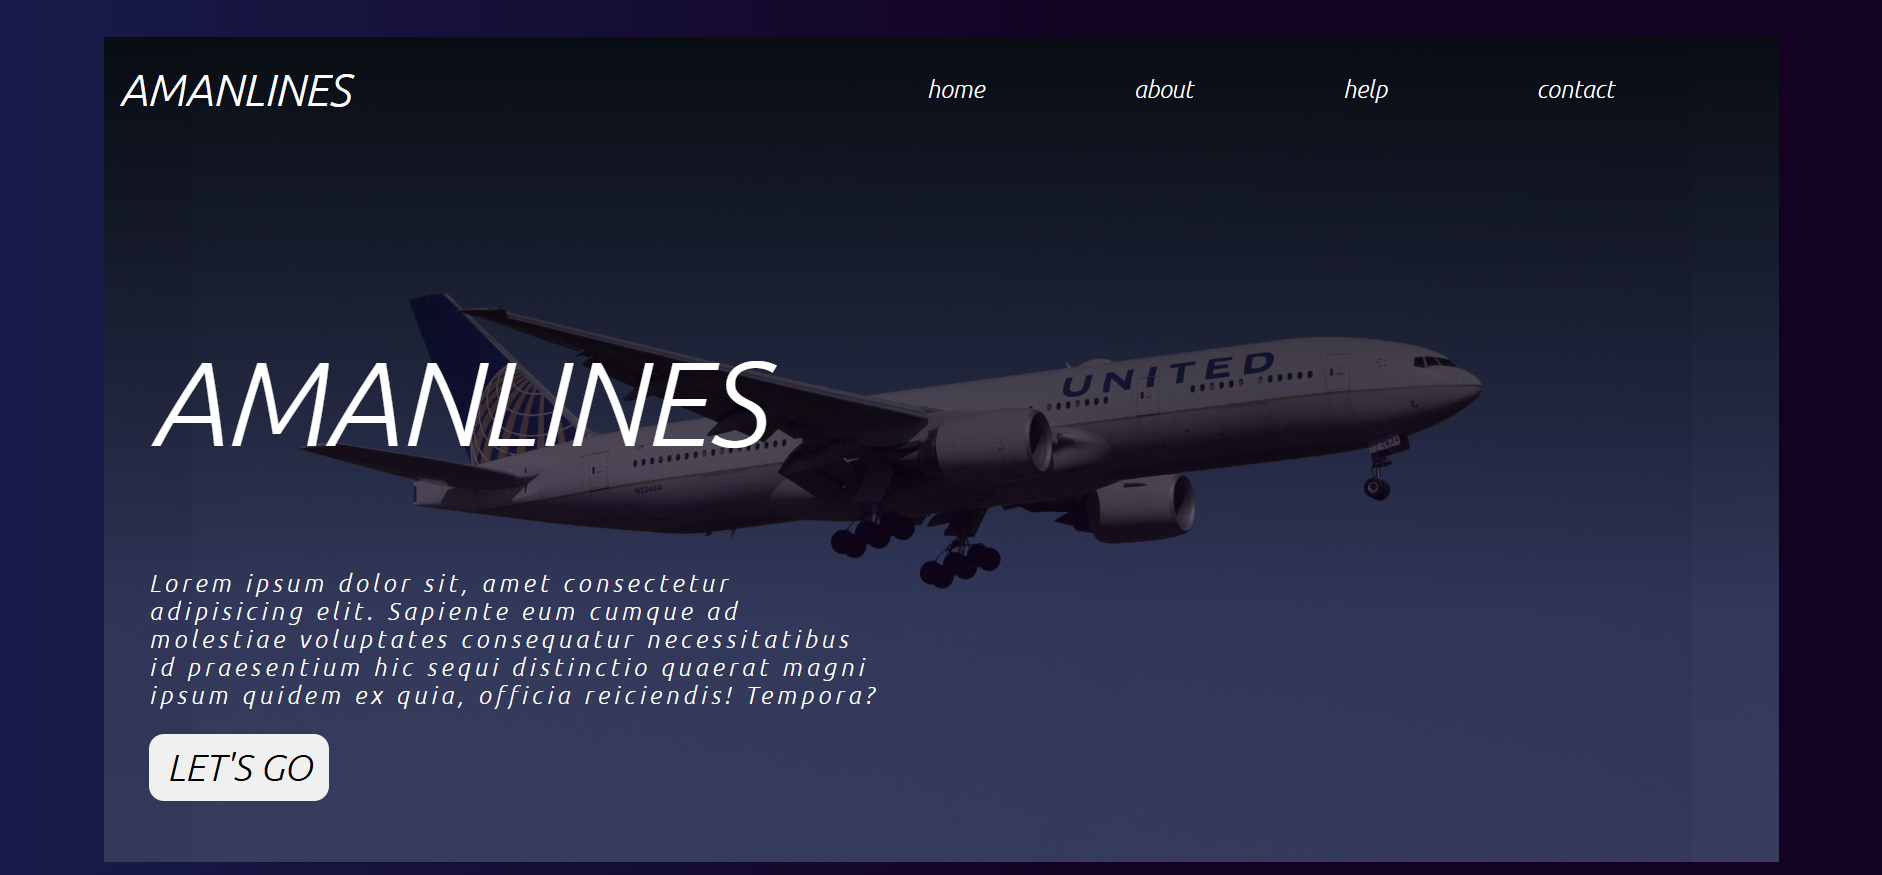 AMANLINES
home about help contact
UNITED
AMANLINES
Lorem ipsum dolor sit, amet consectetur
adipisicing elit. Sapiente eum cumque ad
molestiae voluptates consequatur necessitatibus
id praesentium hic sequi distinctio quaerat magni
ipsum quidem ex quia, officia reiciendis! Tempora?
LET'S GO